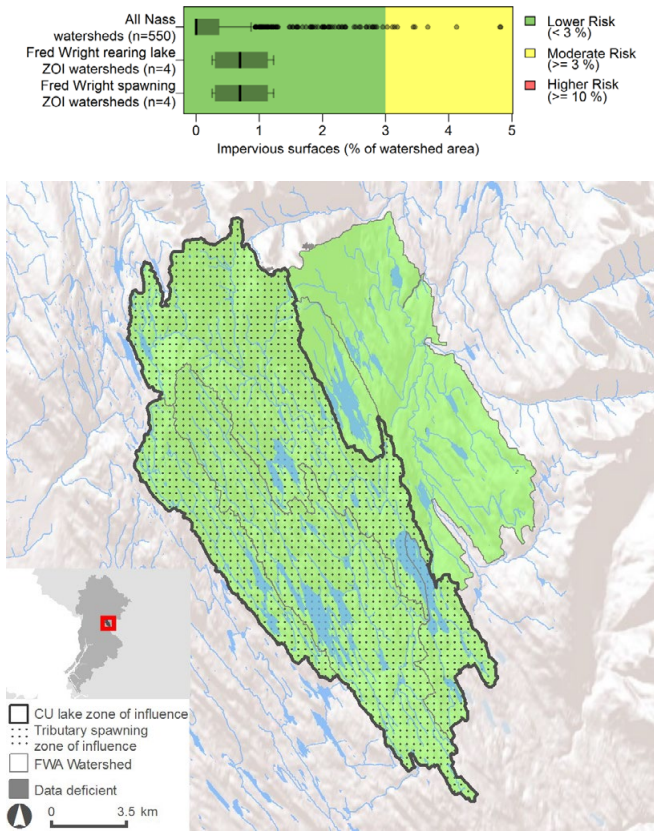 All Nass
watersheds (n=550)
Fred Wright rearing lake
ZOI watersheds (n=4)
Fred Wright spawning
ZOI watersheds (n=4)
0 1 2 3 4 5
Impervious surfaces (% of watershed area)
Lower Risk
(< 3 %)
Moderate Risk
(>= 3 %)
Higher Risk
(>= 10 %)
CU lake zone of influence
Tributary spawning
zone of influence
FWA Watershed
Data deficient
0 3.5 km